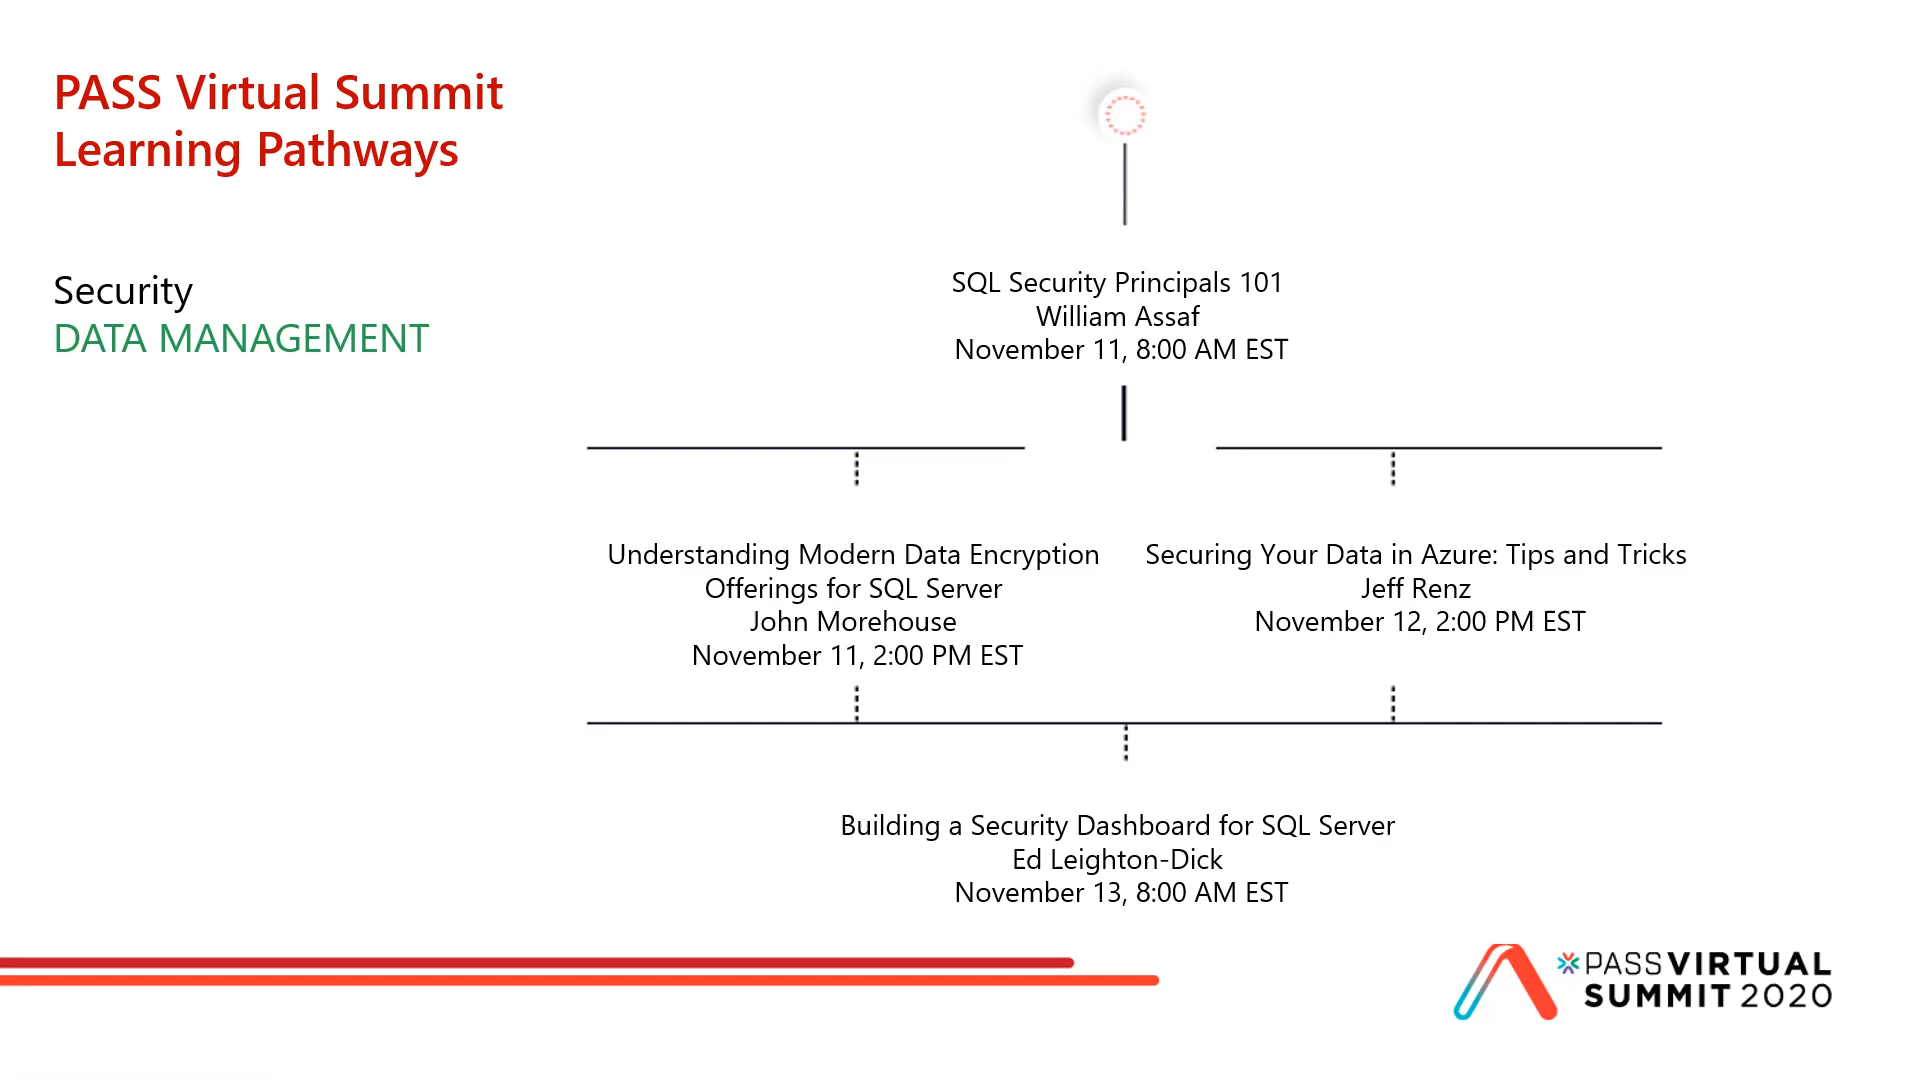 PASS Virtual Summit
Learning Pathways
Security
DATA MANAGEMENT
SQL Security Principals 101
William Assaf
November 11, 8:00 AM EST
Understanding Modern Data Encryption
Offerings for SQL Server
John Morehouse
November 11, 2:00 PM EST
Securing Your Data in Azure: Tips and Tricks
Jeff Renz
November 12, 2:00 PM EST
Building a Security Dashboard for SQL Server
Ed Leighton-Dick
November 13, 8:00 AM EST
PASS VIRTUAL
SUMMIT 2020